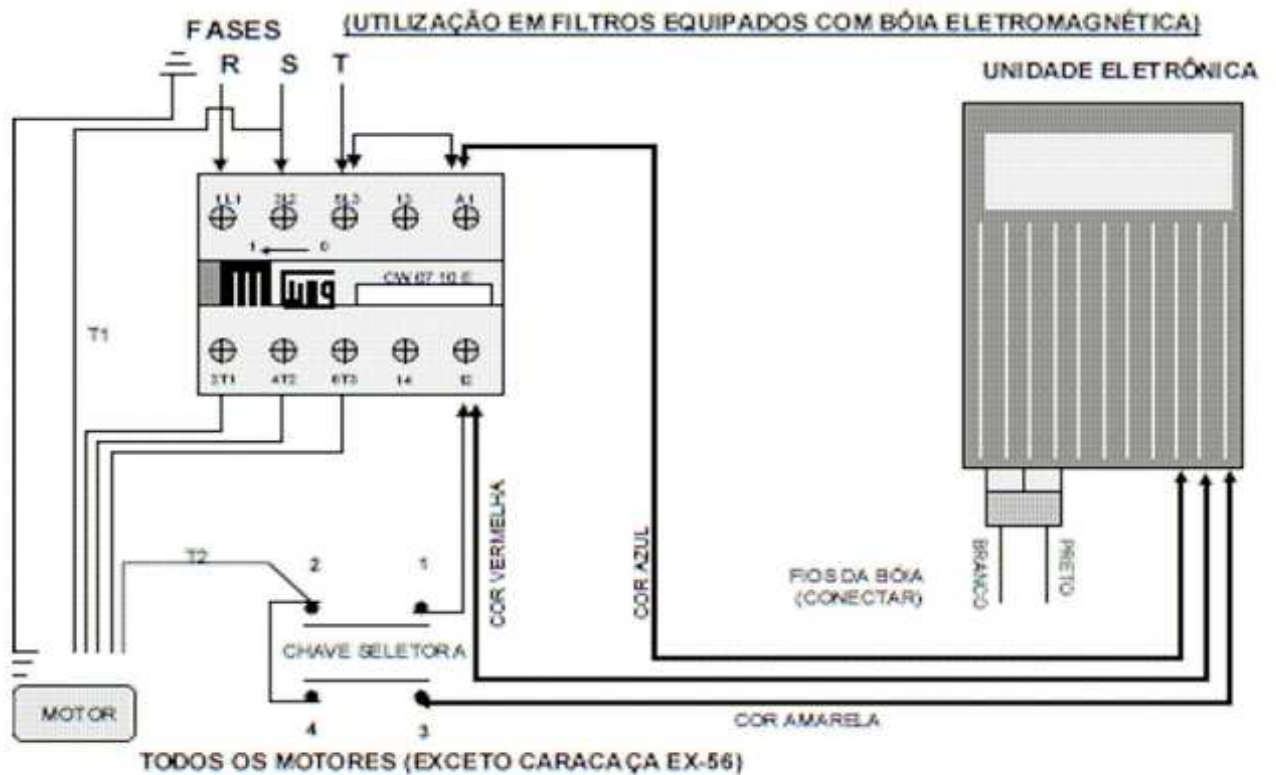 (UTILIZAÇÃO EM FILTROS EQUIPADOS COM BÓIA ELETROMAGNÉTICA)
FASES
R S T
UNIDADE ELETRÔNICA
1L1 3L2 5L3 13 A1
1 0
WEG CW 07 10 E
2T1 4T2 6T3 14
T1
T2
2 1
CHAVE SELETORA
4 3
COR VERMELHA
COR AZUL
FIOS DA BÓIA
(CONECTAR)
BRANCO
PRETO
COR AMARELA
MOTOR
TODOS OS MOTORES (EXCETO CARACAÇA EX-56)